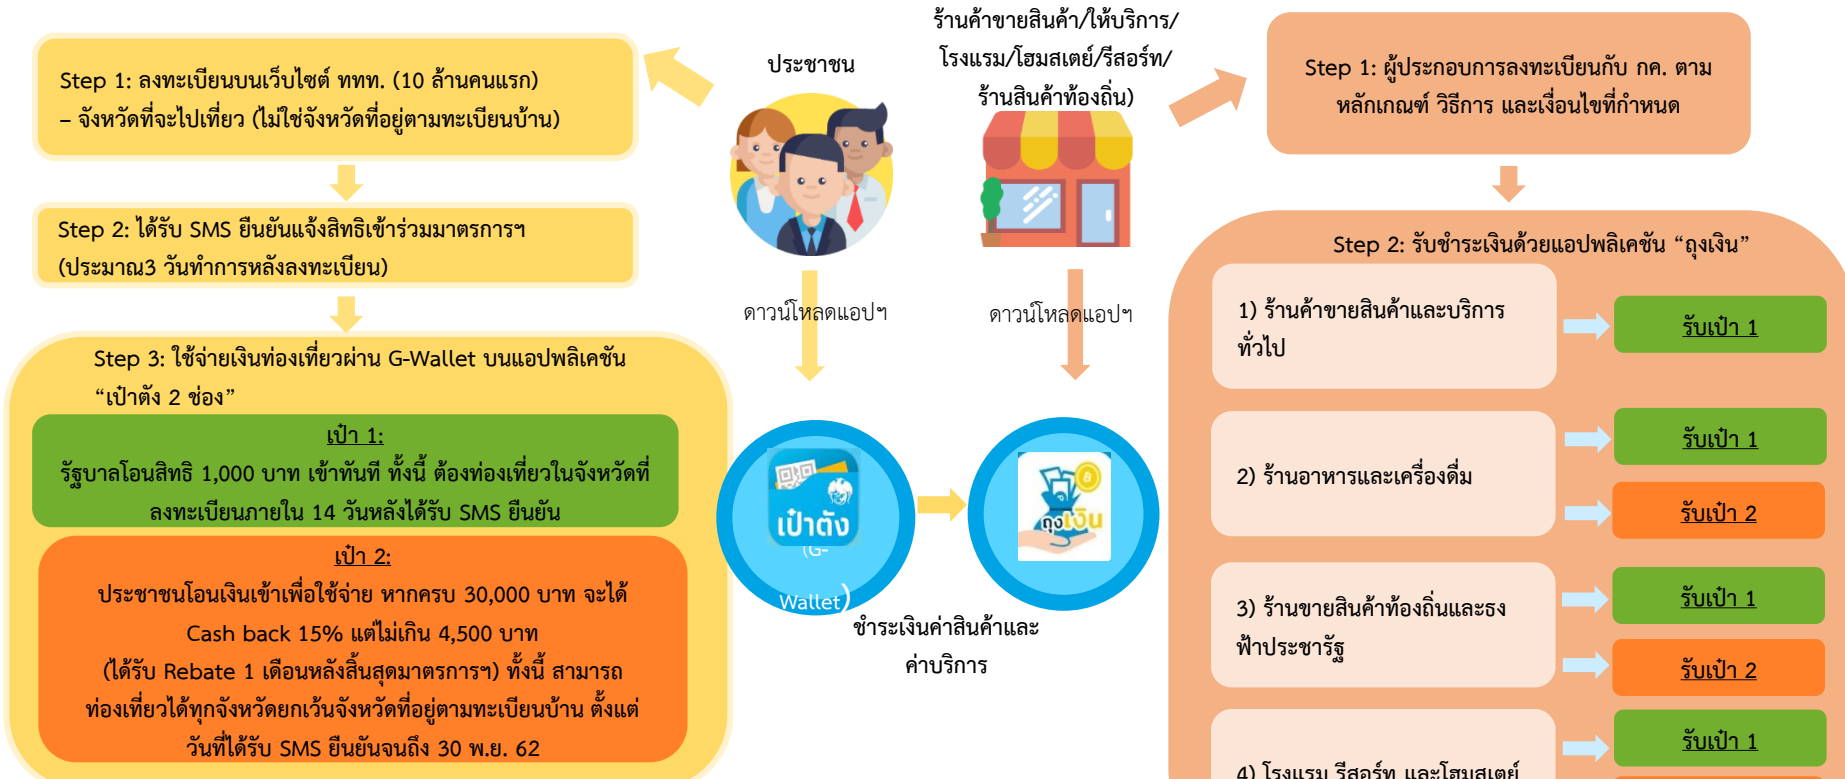 ร้านค้าขายสินค้า/ให้บริการ/
โรงแรม/โฮมสเตย์/รีสอร์ท/
ร้านสินค้าท้องถิ่น)
ประชาชน
Step 1: ลงทะเบียนบนเว็บไซต์ ททท. (10 ล้านคนแรก)
– จังหวัดที่จะไปเที่ยว (ไม่ใช่จังหวัดที่อยู่ตามทะเบียนบ้าน)
Step 2: ได้รับ SMS ยืนยันแจ้งสิทธิเข้าร่วมมาตรการฯ
(ประมาณ3 วันทำการหลังลงทะเบียน)
Step 3: ใช้จ่ายเงินท่องเที่ยวผ่าน G-Wallet บนแอปพลิเคชัน
“เป๋าตัง 2 ช่อง”
เป๋า 1:
รัฐบาลโอนสิทธิ 1,000 บาท เข้าทันที ทั้งนี้ ต้องท่องเที่ยวในจังหวัดที่
ลงทะเบียนภายใน 14 วันหลังได้รับ SMS ยืนยัน
เป๋า 2:
ประชาชนโอนเงินเข้าเพื่อใช้จ่าย หากครบ 30,000 บาท จะได้
Cash back 15% แต่ไม่เกิน 4,500 บาท
(ได้รับ Rebate 1 เดือนหลังสิ้นสุดมาตรการฯ) ทั้งนี้ สามารถ
ท่องเที่ยวได้ทุกจังหวัดยกเว้นจังหวัดที่อยู่ตามทะเบียนบ้าน ตั้งแต่
วันที่ได้รับ SMS ยืนยันจนถึง 30 พ.ย. 62
ดาวน์โหลดแอปฯ
ดาวน์โหลดแอปฯ
เป๋าตัง
(G-
Wallet)
ถุงเงิน
ชำระเงินค่าสินค้าและ
ค่าบริการ
Step 1: ผู้ประกอบการลงทะเบียนกับ กค. ตาม
หลักเกณฑ์ วิธีการ และเงื่อนไขที่กำหนด
Step 2: รับชำระเงินด้วยแอปพลิเคชัน “ถุงเงิน”
1) ร้านค้าขายสินค้าและบริการ
ทั่วไป
รับเป๋า 1
2) ร้านอาหารและเครื่องดื่ม
รับเป๋า 1
รับเป๋า 2
3) ร้านขายสินค้าท้องถิ่นและธง
ฟ้าประชารัฐ
รับเป๋า 1
รับเป๋า 2
4) โรงแรม รีสอร์ท และโฮมสเตย์
รับเป๋า 1